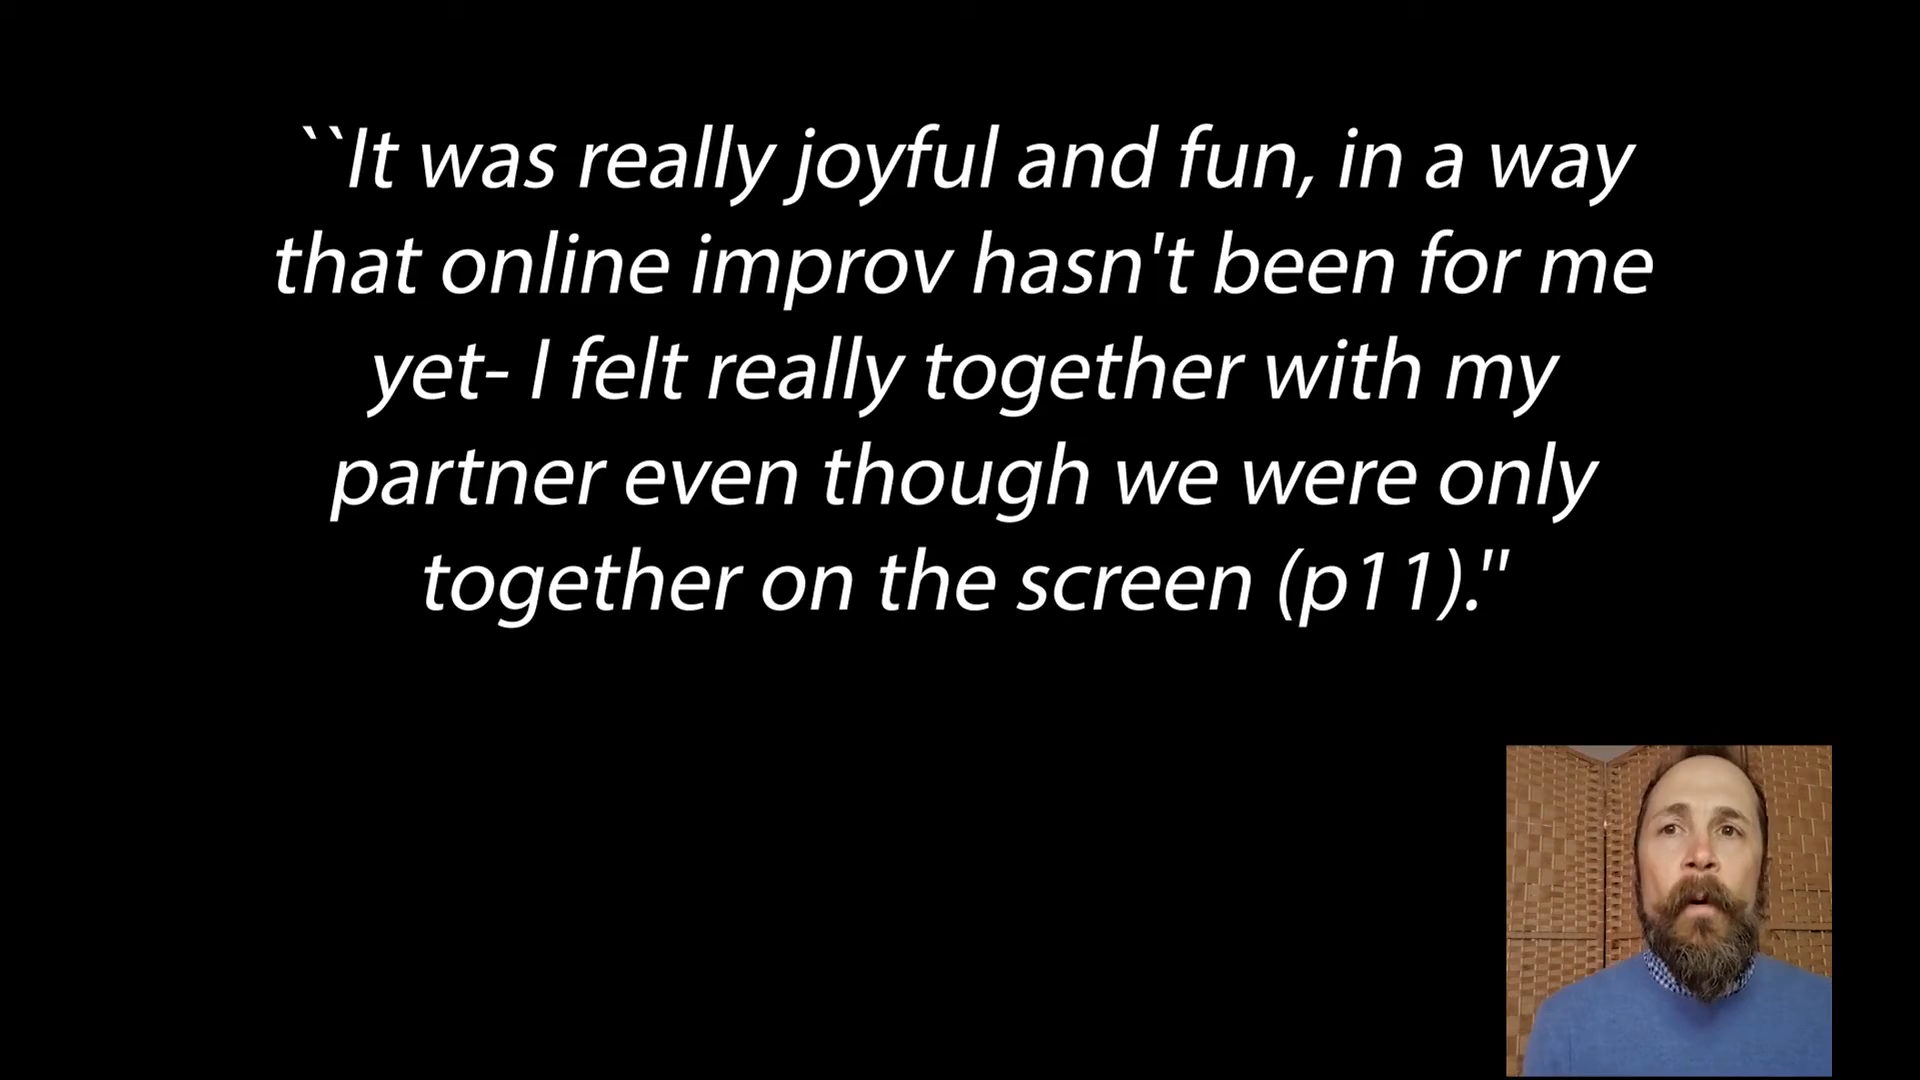 ``It was really joyful and fun, in a way
that online improv hasn't been for me
yet- I felt really together with my
partner even though we were only
together on the screen (p11)."